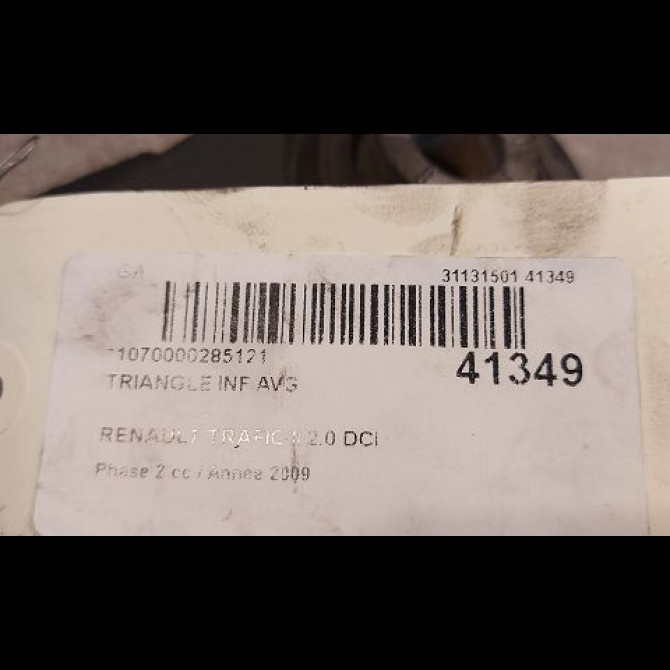 GA 31131501 41349
1070000285121 41349
TRIANGLE INF AVG
RENAULT TRAFIC II 2.0 DCI
Phase 2 cc / Annee 2009